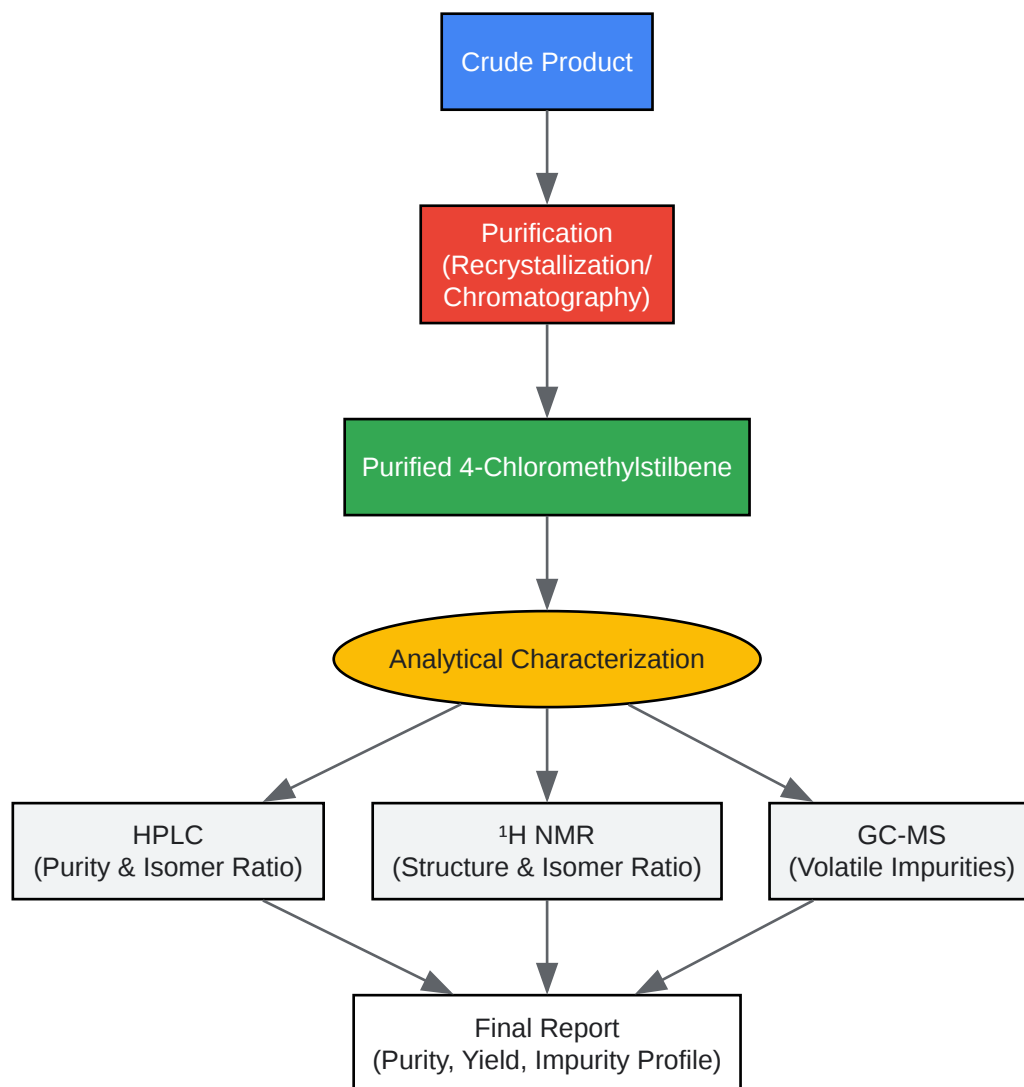 Crude Product
Purification
(Recrystallization/
Chromatography)
Purified 4-Chloromethylstilbene
Analytical Characterization
HPLC
(Purity & Isomer Ratio)
¹H NMR
(Structure & Isomer Ratio)
GC-MS
(Volatile Impurities)
Final Report
(Purity, Yield, Impurity Profile)